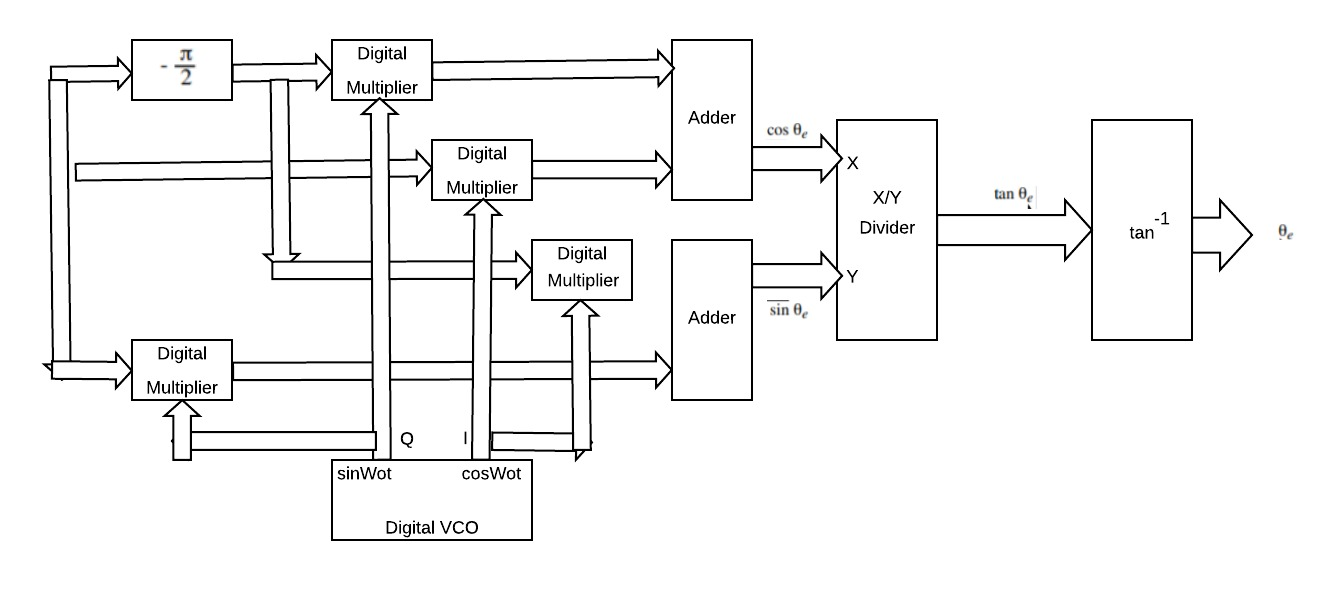 - π/2
Digital
Multiplier
Digital
Multiplier
Adder
cos θe
X
X/Y
Divider
tan θe
tan-1
θe
Digital
Multiplier
Y
sin θe
Adder
Digital
Multiplier
Q
I
sinWot
cosWot
Digital VCO